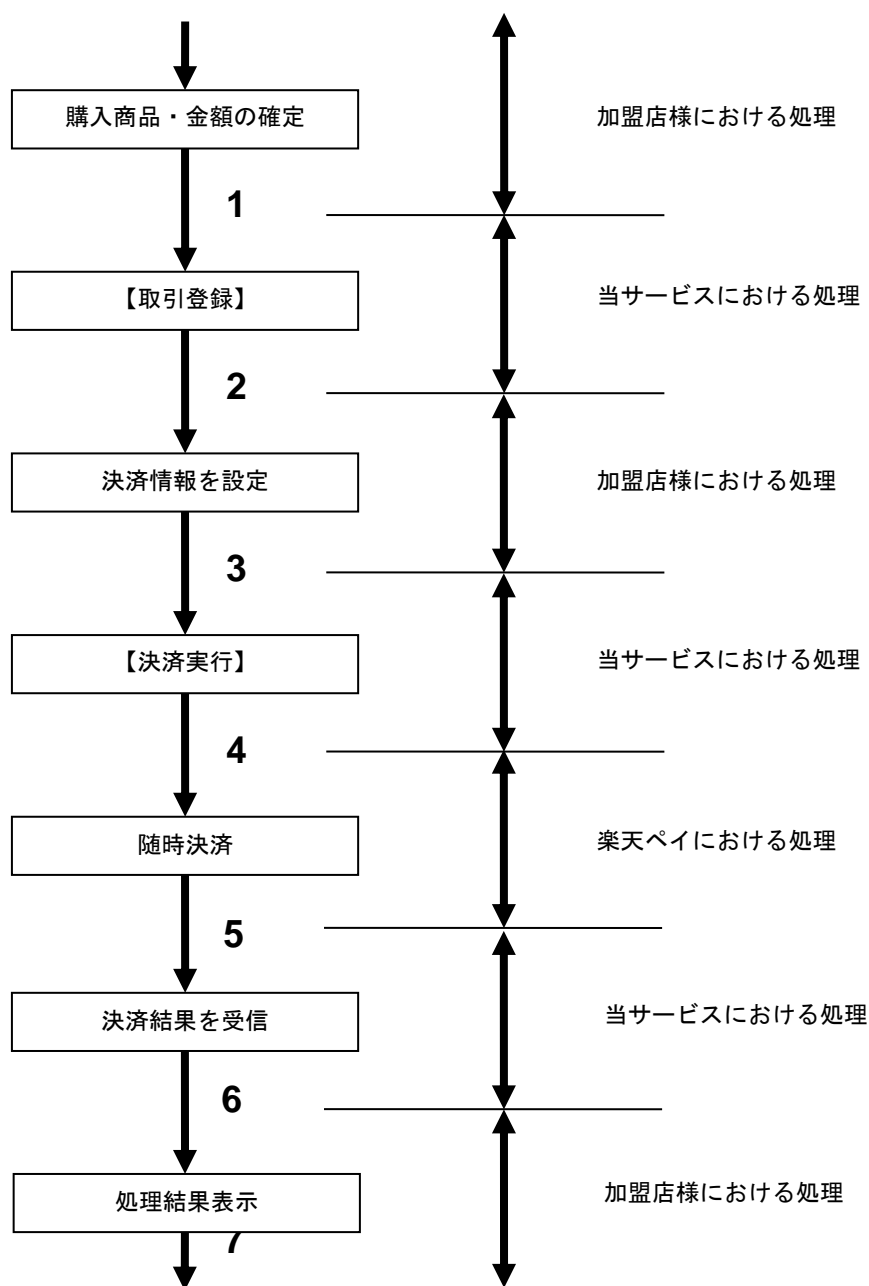 購入商品・金額の確定
加盟店様における処理
1
【取引登録】
当サービスにおける処理
2
決済情報を設定
加盟店様における処理
3
【決済実行】
当サービスにおける処理
4
随時決済
楽天ペイにおける処理
5
決済結果を受信
当サービスにおける処理
6
処理結果表示
加盟店様における処理
7